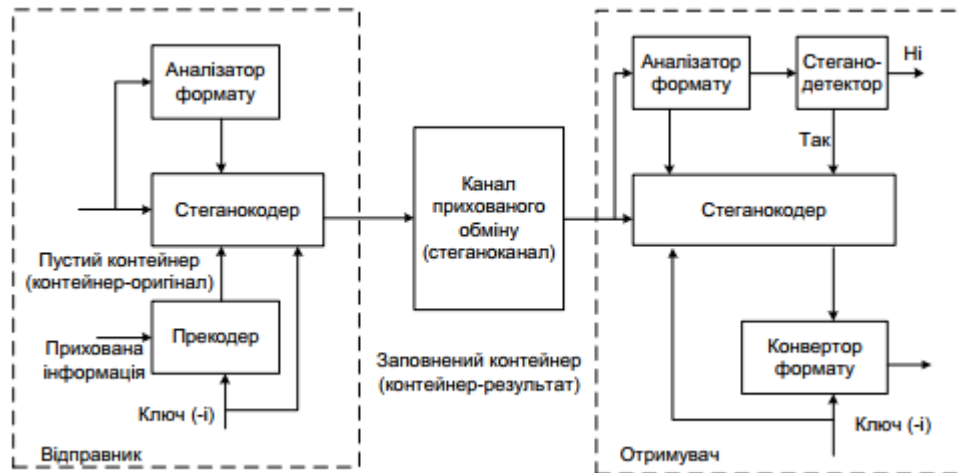 Аналізатор
формату
Стеганокодер
Пустий контейнер
(контейнер-оригінал)
Прекодер
Прихована
інформація
Ключ (-і)
Відправник
Канал
прихованого
обміну
(стеганоканал)
Заповнений контейнер
(контейнер-результат)
Аналізатор
формату
Стегано-
детектор
Ні
Так
Стеганокодер
Конвертор
формату
Ключ (-і)
Отримувач